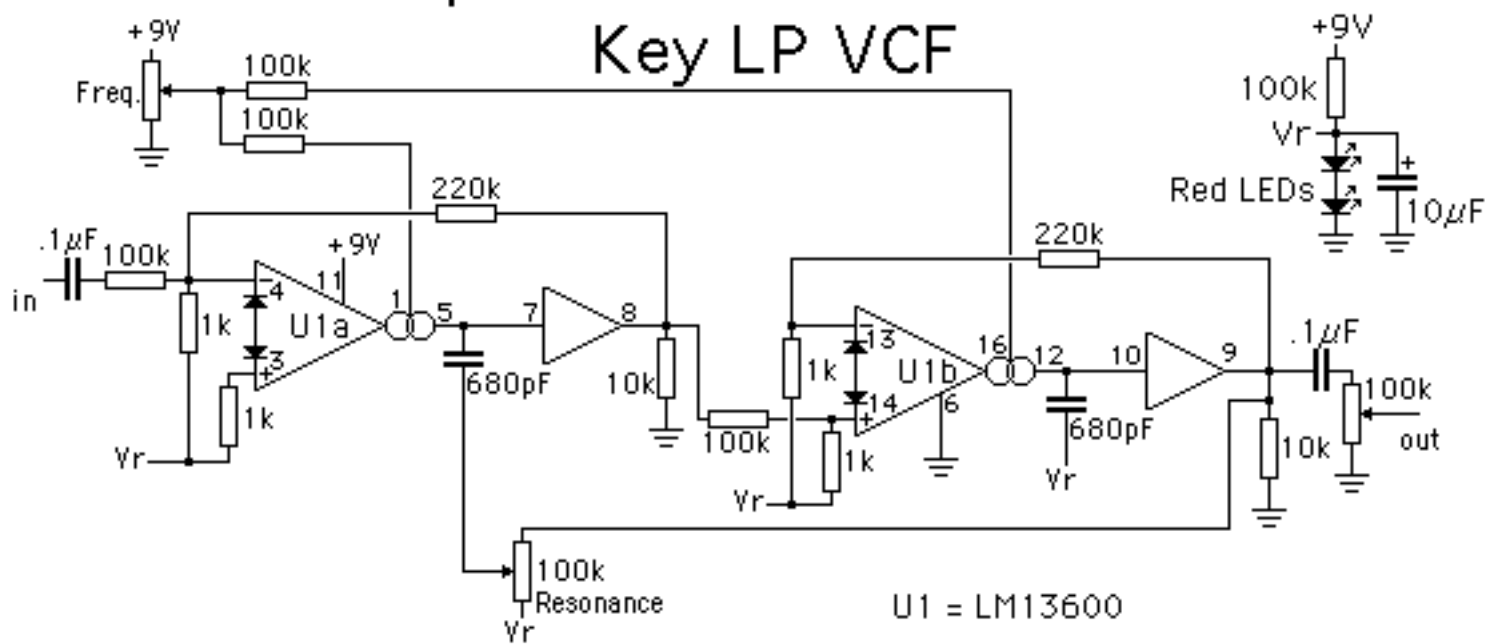 Key LP VCF
+9V
Freq.
100k
100k
220k
.1µF
in
100k
1k
+9V
11
4
U1a
3
1k
Vr
1
5
680pF
7
8
10k
100k
Resonance
Vr
100k
220k
13
1k
U1b
14
1k
Vr
6
16
12
680pF
Vr
10
9
10k
.1µF
100k
out
+9V
100k
Vr
Red LEDs
+
10µF
U1 = LM13600